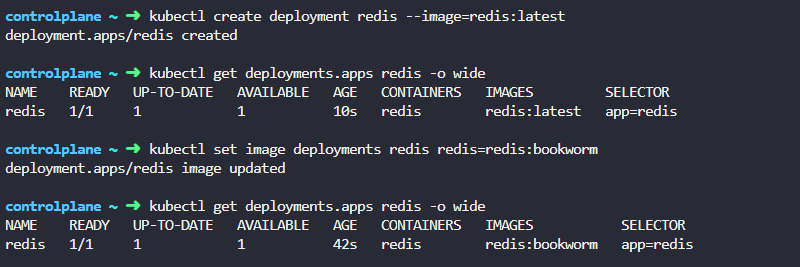 controlplane ~ ➜ kubectl create deployment redis --image=redis:latest
deployment.apps/redis created
controlplane ~ ➜ kubectl get deployments.apps redis -o wide
NAME READY UP-TO-DATE AVAILABLE AGE CONTAINERS IMAGES SELECTOR
redis 1/1 1 1 10s redis redis:latest app=redis
controlplane ~ ➜ kubectl set image deployments redis redis=redis:bookworm
deployment.apps/redis image updated
controlplane ~ ➜ kubectl get deployments.apps redis -o wide
NAME READY UP-TO-DATE AVAILABLE AGE CONTAINERS IMAGES SELECTOR
redis 1/1 1 1 42s redis redis:bookworm app=redis